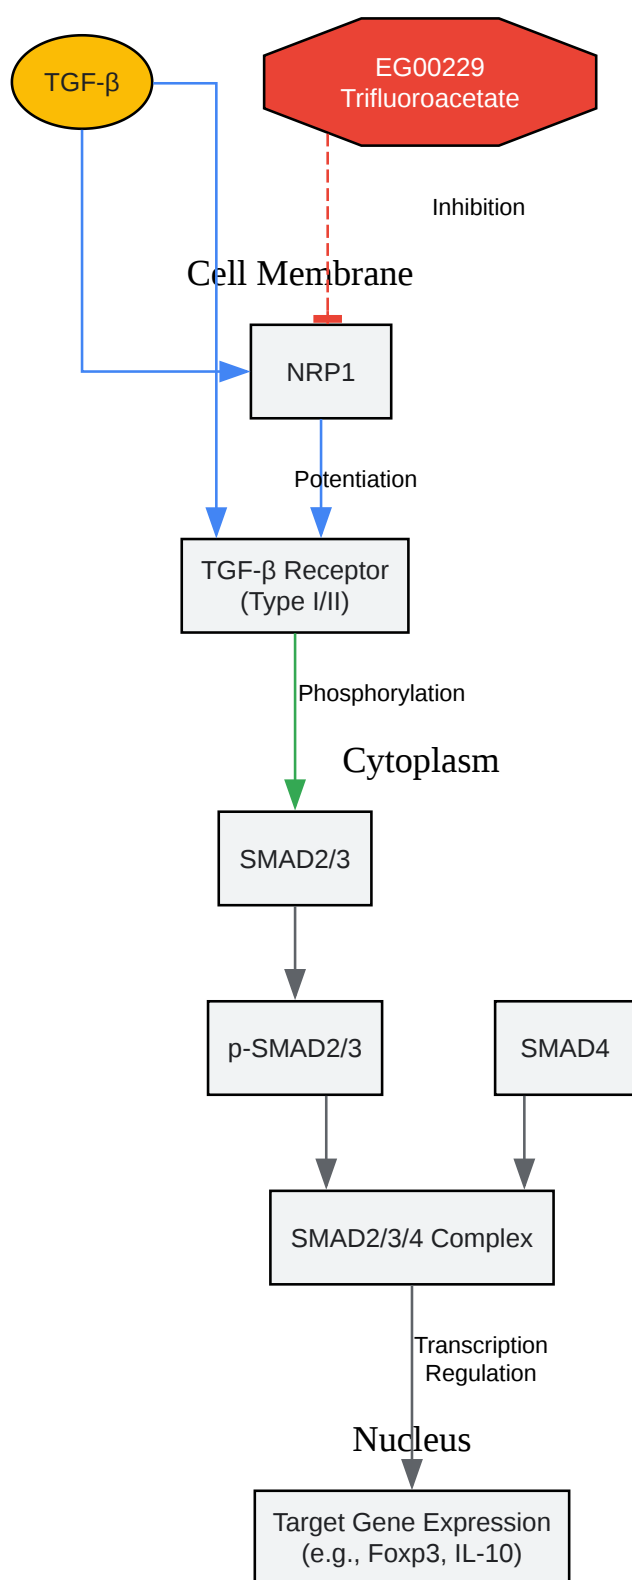 TGF-β
EG00229
Trifluoroacetate
Inhibition
Cell Membrane
NRP1
Potentiation
TGF-β Receptor
(Type I/II)
Phosphorylation
Cytoplasm
SMAD2/3
p-SMAD2/3
SMAD4
SMAD2/3/4 Complex
Transcription
Regulation
Nucleus
Target Gene Expression
(e.g., Foxp3, IL-10)